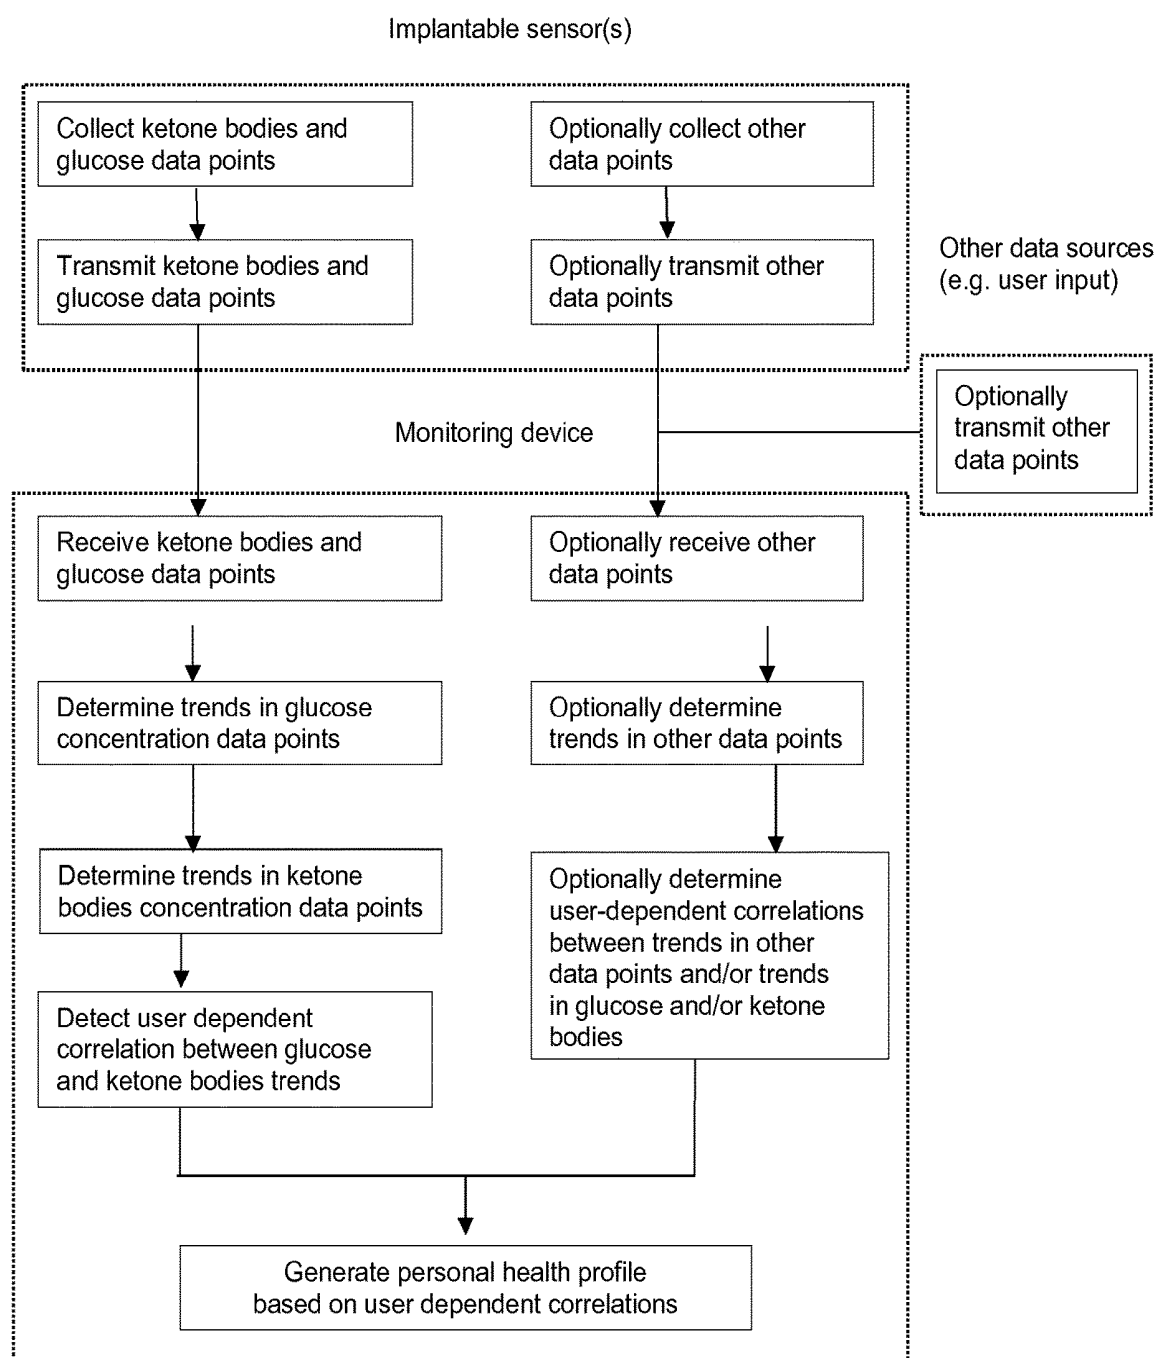 Implantable sensor(s)
Collect ketone bodies and
glucose data points
Optionally collect other
data points
Transmit ketone bodies and
glucose data points
Optionally transmit other
data points
Other data sources
(e.g. user input)
Optionally
transmit other
data points
Monitoring device
Receive ketone bodies and
glucose data points
Optionally receive other
data points
Determine trends in glucose
concentration data points
Optionally determine
trends in other data points
Determine trends in ketone
bodies concentration data points
Optionally determine
user-dependent correlations
between trends in other
data points and/or trends
in glucose and/or ketone
bodies
Detect user dependent
correlation between glucose
and ketone bodies trends
Generate personal health profile
based on user dependent correlations